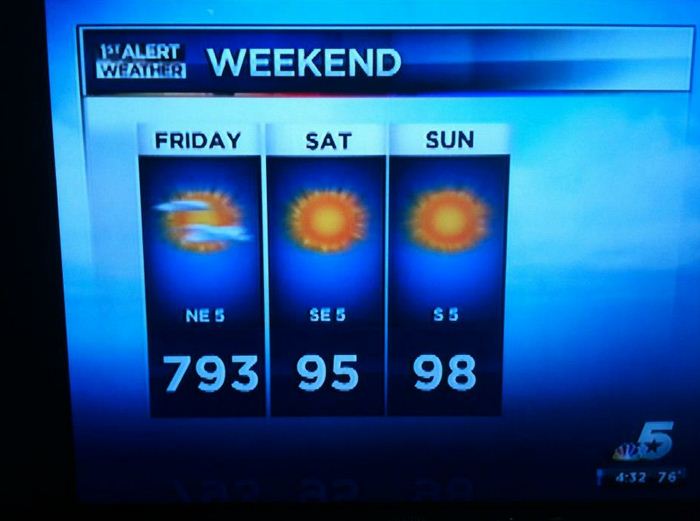 1ST ALERT
WEATHER
WEEKEND
FRIDAY SAT SUN
NE 5 SE 5 S 5
793 95 98
5
4:32 76°